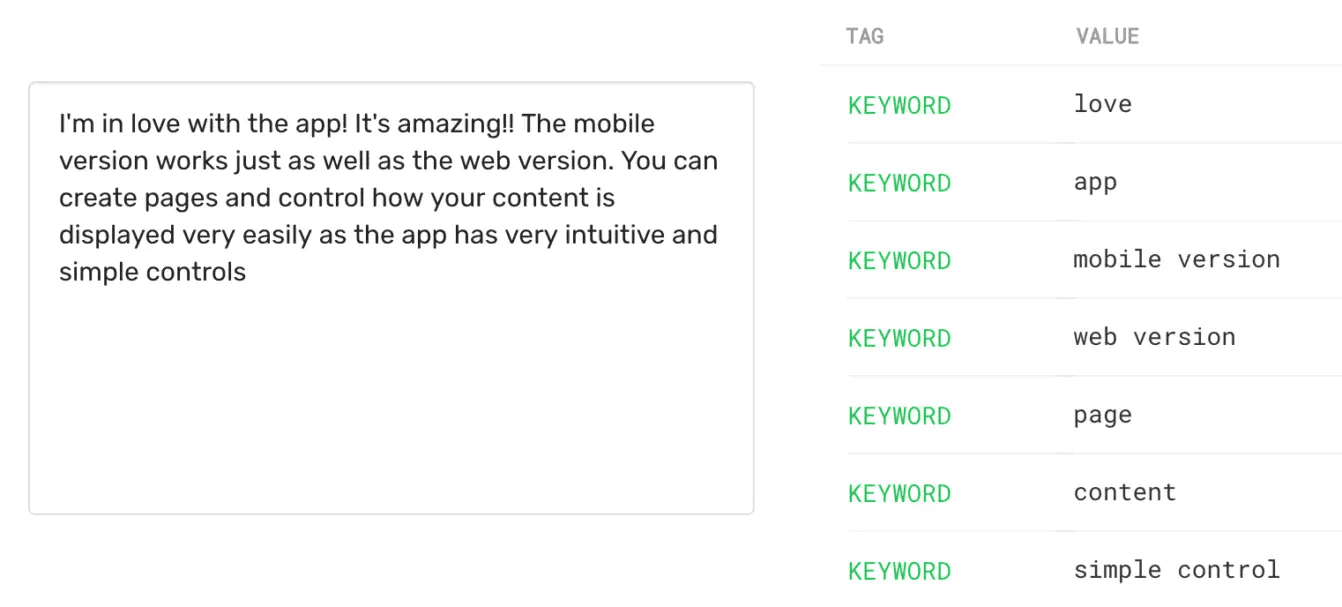 I'm in love with the app! It's amazing!! The mobile
version works just as well as the web version. You can
create pages and control how your content is
displayed very easily as the app has very intuitive and
simple controls
TAG VALUE
KEYWORD love
KEYWORD app
KEYWORD mobile version
KEYWORD web version
KEYWORD page
KEYWORD content
KEYWORD simple control